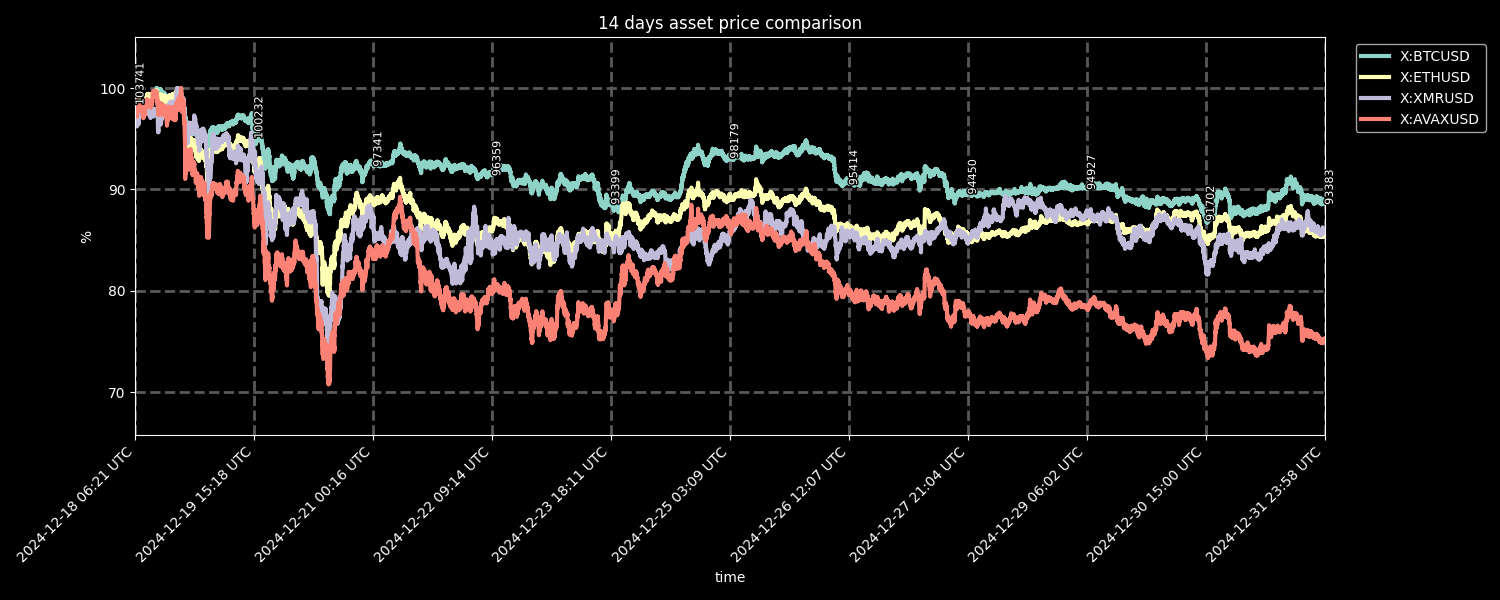 14 days asset price comparison
X:BTCUSD
X:ETHUSD
X:XMRUSD
X:AVAXUSD
%
100
90
80
70
103741
100232
97341
96359
93399
98179
95414
94450
94927
91702
93383
2024-12-18 06:21 UTC
2024-12-19 15:18 UTC
2024-12-21 00:16 UTC
2024-12-22 09:14 UTC
2024-12-23 18:11 UTC
2024-12-25 03:09 UTC
2024-12-26 12:07 UTC
2024-12-27 21:04 UTC
2024-12-29 06:02 UTC
2024-12-30 15:00 UTC
2024-12-31 23:58 UTC
time